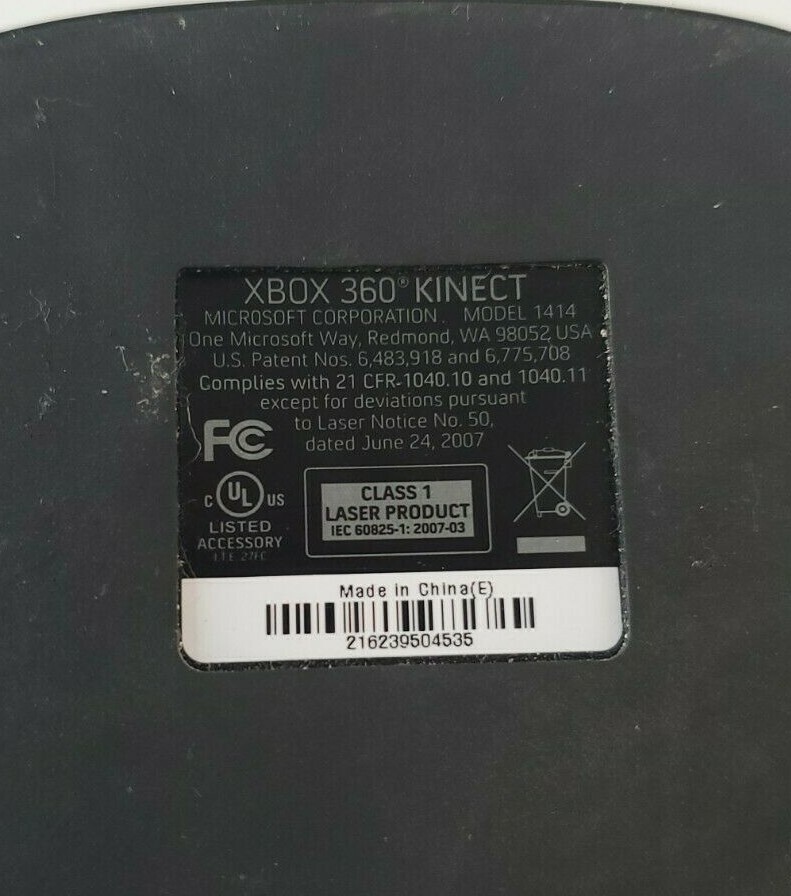 XBOX 360® KINECT
MICROSOFT CORPORATION MODEL 1414
One Microsoft Way, Redmond, WA 98052 USA
U.S. Patent Nos. 6,483,918 and 6,775,708
Complies with 21 CFR-1040.10 and 1040.11
except for deviations pursuant
to Laser Notice No. 50,
dated June 24, 2007
FC
C UL US
LISTED
ACCESSORY
CLASS 1
LASER PRODUCT
IEC 60825-1: 2007-03
Made in China(E)
216239504535